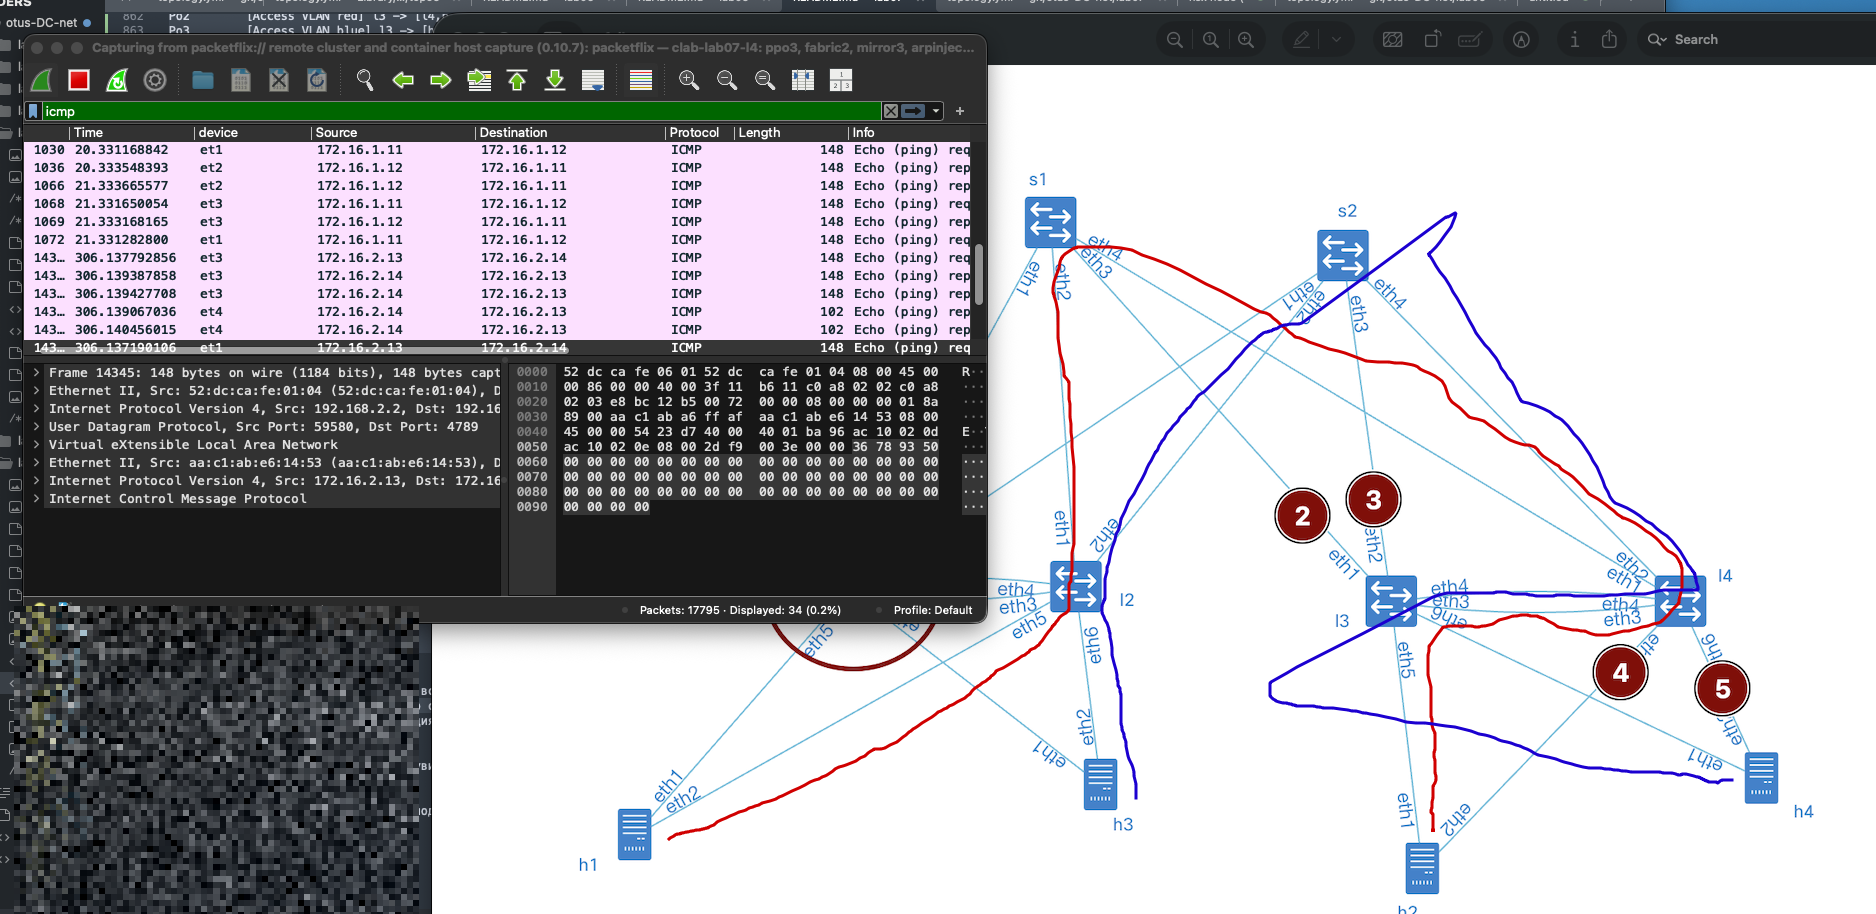 DERS
otus-DC-net
862 Po2 [Access VLAN red] l3 -> [l4,
863 Po3
Capturing from packetflix:// remote cluster and container host capture (0.10.7): packetflix — clab-lab07-l4: ppo3, fabric2, mirror3, arpinjec...
Search
icmp
Time device Source Destination Protocol Length Info
1030 20.331168842 et1 172.16.1.11 172.16.1.12 ICMP 148 Echo (ping) req
1036 20.333548393 et2 172.16.1.12 172.16.1.11 ICMP 148 Echo (ping) rep
1066 21.333665577 et2 172.16.1.12 172.16.1.11 ICMP 148 Echo (ping) rep
1068 21.331650054 et3 172.16.1.11 172.16.1.12 ICMP 148 Echo (ping) req
1069 21.333168165 et3 172.16.1.12 172.16.1.11 ICMP 148 Echo (ping) rep
1072 21.331282800 et1 172.16.1.11 172.16.1.12 ICMP 148 Echo (ping) req
143… 306.137792856 et3 172.16.2.13 172.16.2.14 ICMP 148 Echo (ping) req
143… 306.139387858 et3 172.16.2.14 172.16.2.13 ICMP 148 Echo (ping) rep
143… 306.139427708 et3 172.16.2.14 172.16.2.13 ICMP 148 Echo (ping) rep
143… 306.139067036 et4 172.16.2.14 172.16.2.13 ICMP 102 Echo (ping) rep
143… 306.140456015 et4 172.16.2.14 172.16.2.13 ICMP 102 Echo (ping) rep
143… 306.137190106 et1 172.16.2.13 172.16.2.14 ICMP 148 Echo (ping) req
Frame 14345: 148 bytes on wire (1184 bits), 148 bytes capt
Ethernet II, Src: 52:dc:ca:fe:01:04 (52:dc:ca:fe:01:04), D
Internet Protocol Version 4, Src: 192.168.2.2, Dst: 192.16
User Datagram Protocol, Src Port: 59580, Dst Port: 4789
Virtual eXtensible Local Area Network
Ethernet II, Src: aa:c1:ab:e6:14:53 (aa:c1:ab:e6:14:53), D
Internet Protocol Version 4, Src: 172.16.2.13, Dst: 172.16
Internet Control Message Protocol
0000 52 dc ca fe 06 01 52 dc ca fe 01 04 08 00 45 00 R··
0010 00 86 00 00 40 00 3f 11 b6 11 c0 a8 02 02 c0 a8 ···
0020 02 03 e8 bc 12 b5 00 72 00 00 08 00 00 00 01 8a ···
0030 89 00 aa c1 ab a6 ff af aa c1 ab e6 14 53 08 00 ···
0040 45 00 00 54 23 d7 40 00 40 01 ba 96 ac 10 02 0d E··
0050 ac 10 02 0e 08 00 2d f9 00 3e 00 00 36 78 93 50 ···
0060 00 00 00 00 00 00 00 00 00 00 00 00 00 00 00 00 ···
0070 00 00 00 00 00 00 00 00 00 00 00 00 00 00 00 00 ···
0080 00 00 00 00 00 00 00 00 00 00 00 00 00 00 00 00 ···
0090 00 00 00 00 ···
Packets: 17795 · Displayed: 34 (0.2%) Profile: Default
s1
s2
eth4
eth3
eth1
eth2
eth1
eth2
eth3
eth4
2
3
eth1
eth2
eth1
eth2
eth2
eth1
eth4
eth3
eth5
eth6
l2
l3
eth4
eth3
eth6
eth5
eth4
eth3
l4
eth6
4
5
eth5
eth2
eth1
eth1
eth1
eth2
eth1
eth2
h1
h3
h4
h2